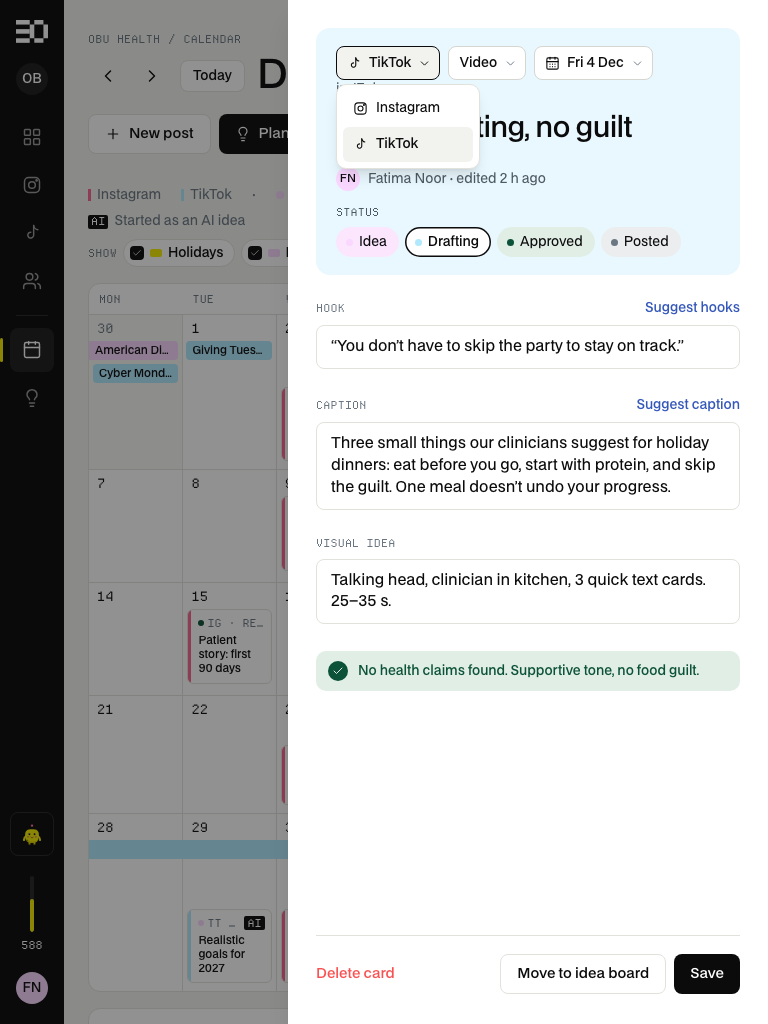 OB
588
FN
OBU HEALTH / CALENDAR
Today
D
New post
Plan
Instagram
TikTok
·
AI Started as an AI idea
SHOW
Holidays
MON
TUE
30
1
American Di...
Giving Tues...
Cyber Mond...
7
8
14
15
IG · RE...
Patient
story: first
90 days
21
22
28
29
TT ...
AI
Realistic
goals for
2027
TikTok
Video
Fri 4 Dec
Instagram
TikTok
ting, no guilt
FN
Fatima Noor · edited 2 h ago
STATUS
Idea
Drafting
Approved
Posted
HOOK
Suggest hooks
“You don’t have to skip the party to stay on track.”
CAPTION
Suggest caption
Three small things our clinicians suggest for holiday
dinners: eat before you go, start with protein, and skip
the guilt. One meal doesn’t undo your progress.
VISUAL IDEA
Talking head, clinician in kitchen, 3 quick text cards.
25–35 s.
No health claims found. Supportive tone, no food guilt.
Delete card
Move to idea board
Save